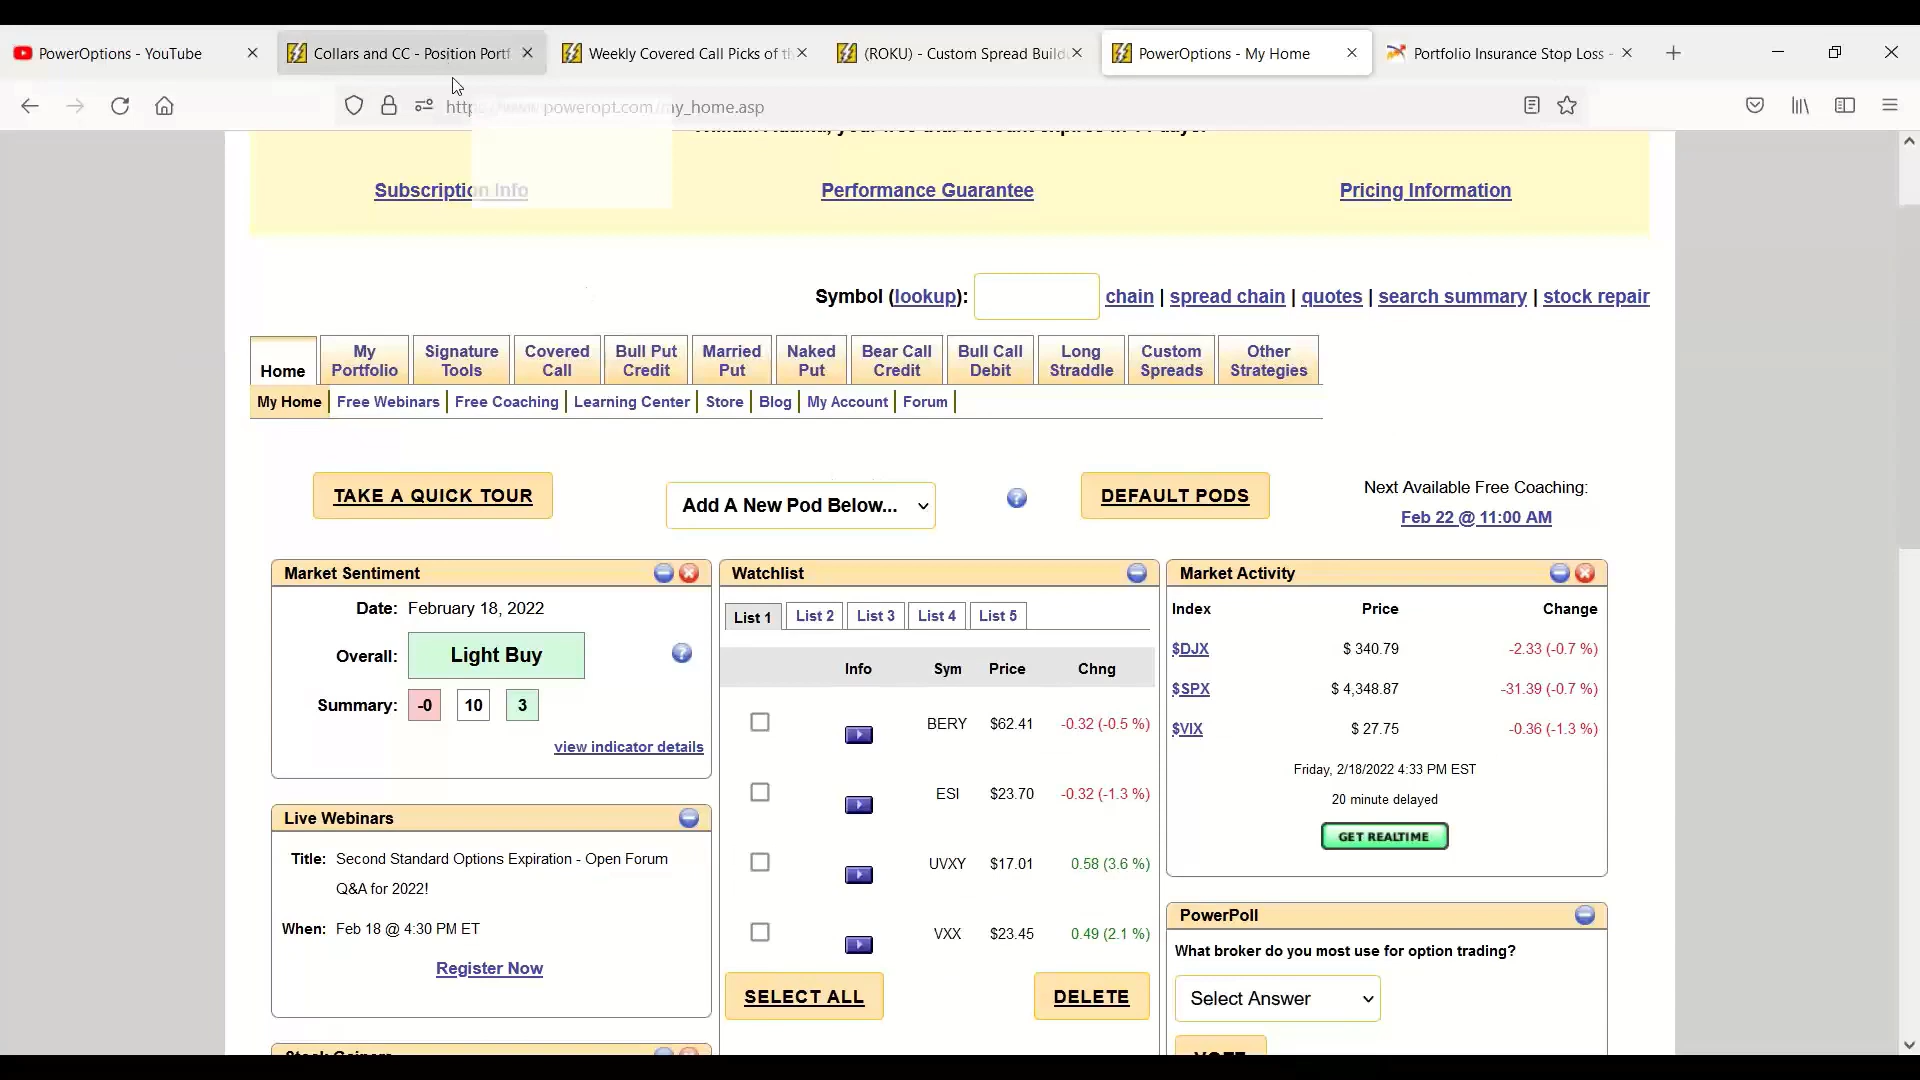 PowerOptions - YouTube
Collars and CC - Position Portf
Weekly Covered Call Picks of th
(ROKU) - Custom Spread Build
PowerOptions - My Home
Portfolio Insurance Stop Loss -
poweropt.com/my_home.asp
Subscription Info
Performance Guarantee
Pricing Information
Symbol (lookup):
chain | spread chain | quotes | search summary | stock repair
Home
My Portfolio
Signature Tools
Covered Call
Bull Put Credit
Married Put
Naked Put
Bear Call Credit
Bull Call Debit
Long Straddle
Custom Spreads
Other Strategies
My Home | Free Webinars | Free Coaching | Learning Center | Store | Blog | My Account | Forum |
TAKE A QUICK TOUR
Add A New Pod Below...
DEFAULT PODS
Next Available Free Coaching:
Feb 22 @ 11:00 AM
Market Sentiment
Date: February 18, 2022
Overall: Light Buy
Summary: -0 10 3
view indicator details
Live Webinars
Title: Second Standard Options Expiration - Open Forum
Q&A for 2022!
When: Feb 18 @ 4:30 PM ET
Register Now
Stock Gainers
Watchlist
List 1 List 2 List 3 List 4 List 5
Info Sym Price Chng
BERY $62.41 -0.32 (-0.5 %)
ESI $23.70 -0.32 (-1.3 %)
UVXY $17.01 0.58 (3.6 %)
VXX $23.45 0.49 (2.1 %)
SELECT ALL
DELETE
Market Activity
Index Price Change
$DJX $ 340.79 -2.33 (-0.7 %)
$SPX $ 4,348.87 -31.39 (-0.7 %)
$VIX $ 27.75 -0.36 (-1.3 %)
Friday, 2/18/2022 4:33 PM EST
20 minute delayed
GET REALTIME
PowerPoll
What broker do you most use for option trading?
Select Answer
VOTE